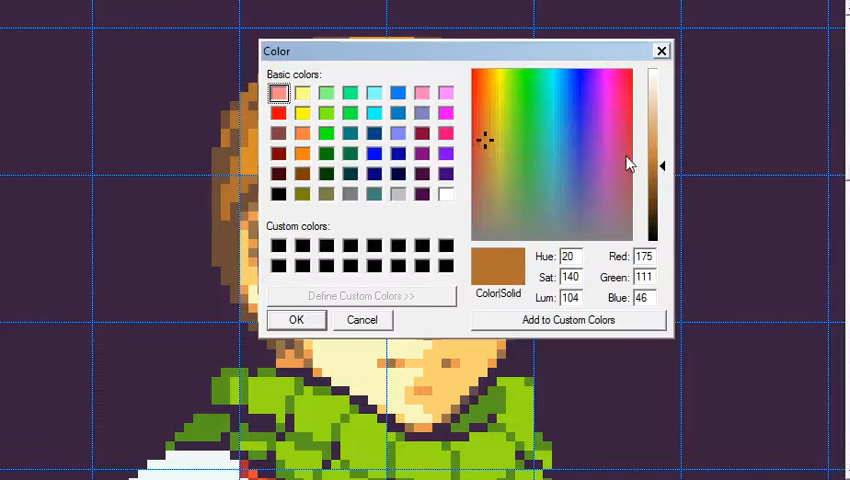 Color
Basic colors:
Custom colors:
Define Custom Colors >>
OK
Cancel
Color|Solid
Hue: 20
Sat: 140
Lum: 104
Red: 175
Green: 111
Blue: 46
Add to Custom Colors